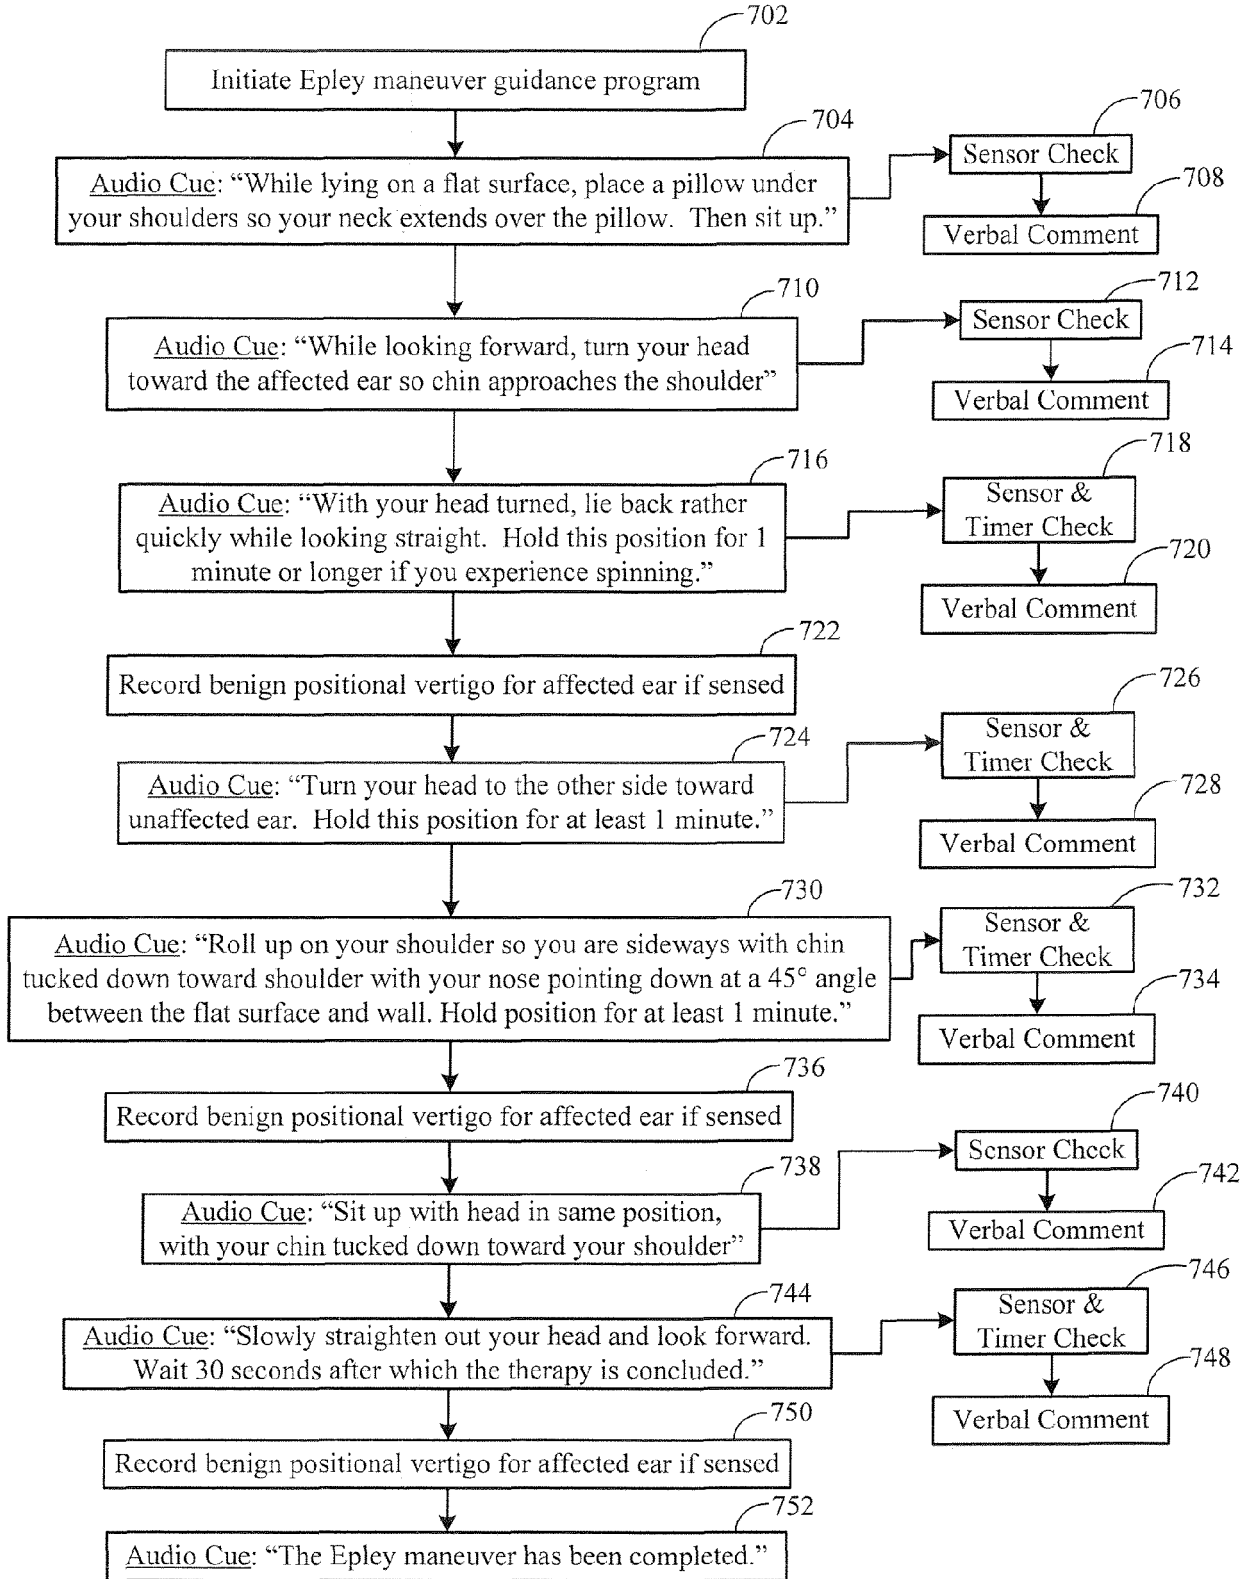 702
Initiate Epley maneuver guidance program
704
Audio Cue: “While lying on a flat surface, place a pillow under
your shoulders so your neck extends over the pillow. Then sit up.”
706
Sensor Check
708
Verbal Comment
710
Audio Cue: “While looking forward, turn your head
toward the affected ear so chin approaches the shoulder”
712
Sensor Check
714
Verbal Comment
716
Audio Cue: “With your head turned, lie back rather
quickly while looking straight. Hold this position for 1
minute or longer if you experience spinning.”
718
Sensor &
Timer Check
720
Verbal Comment
722
Record benign positional vertigo for affected ear if sensed
724
Audio Cue: “Turn your head to the other side toward
unaffected ear. Hold this position for at least 1 minute.”
726
Sensor &
Timer Check
728
Verbal Comment
730
Audio Cue: “Roll up on your shoulder so you are sideways with chin
tucked down toward shoulder with your nose pointing down at a 45° angle
between the flat surface and wall. Hold position for at least 1 minute.”
732
Sensor &
Timer Check
734
Verbal Comment
736
Record benign positional vertigo for affected ear if sensed
738
Audio Cue: “Sit up with head in same position,
with your chin tucked down toward your shoulder”
740
Sensor Check
742
Verbal Comment
744
Audio Cue: “Slowly straighten out your head and look forward.
Wait 30 seconds after which the therapy is concluded.”
746
Sensor &
Timer Check
748
Verbal Comment
750
Record benign positional vertigo for affected ear if sensed
752
Audio Cue: “The Epley maneuver has been completed.”